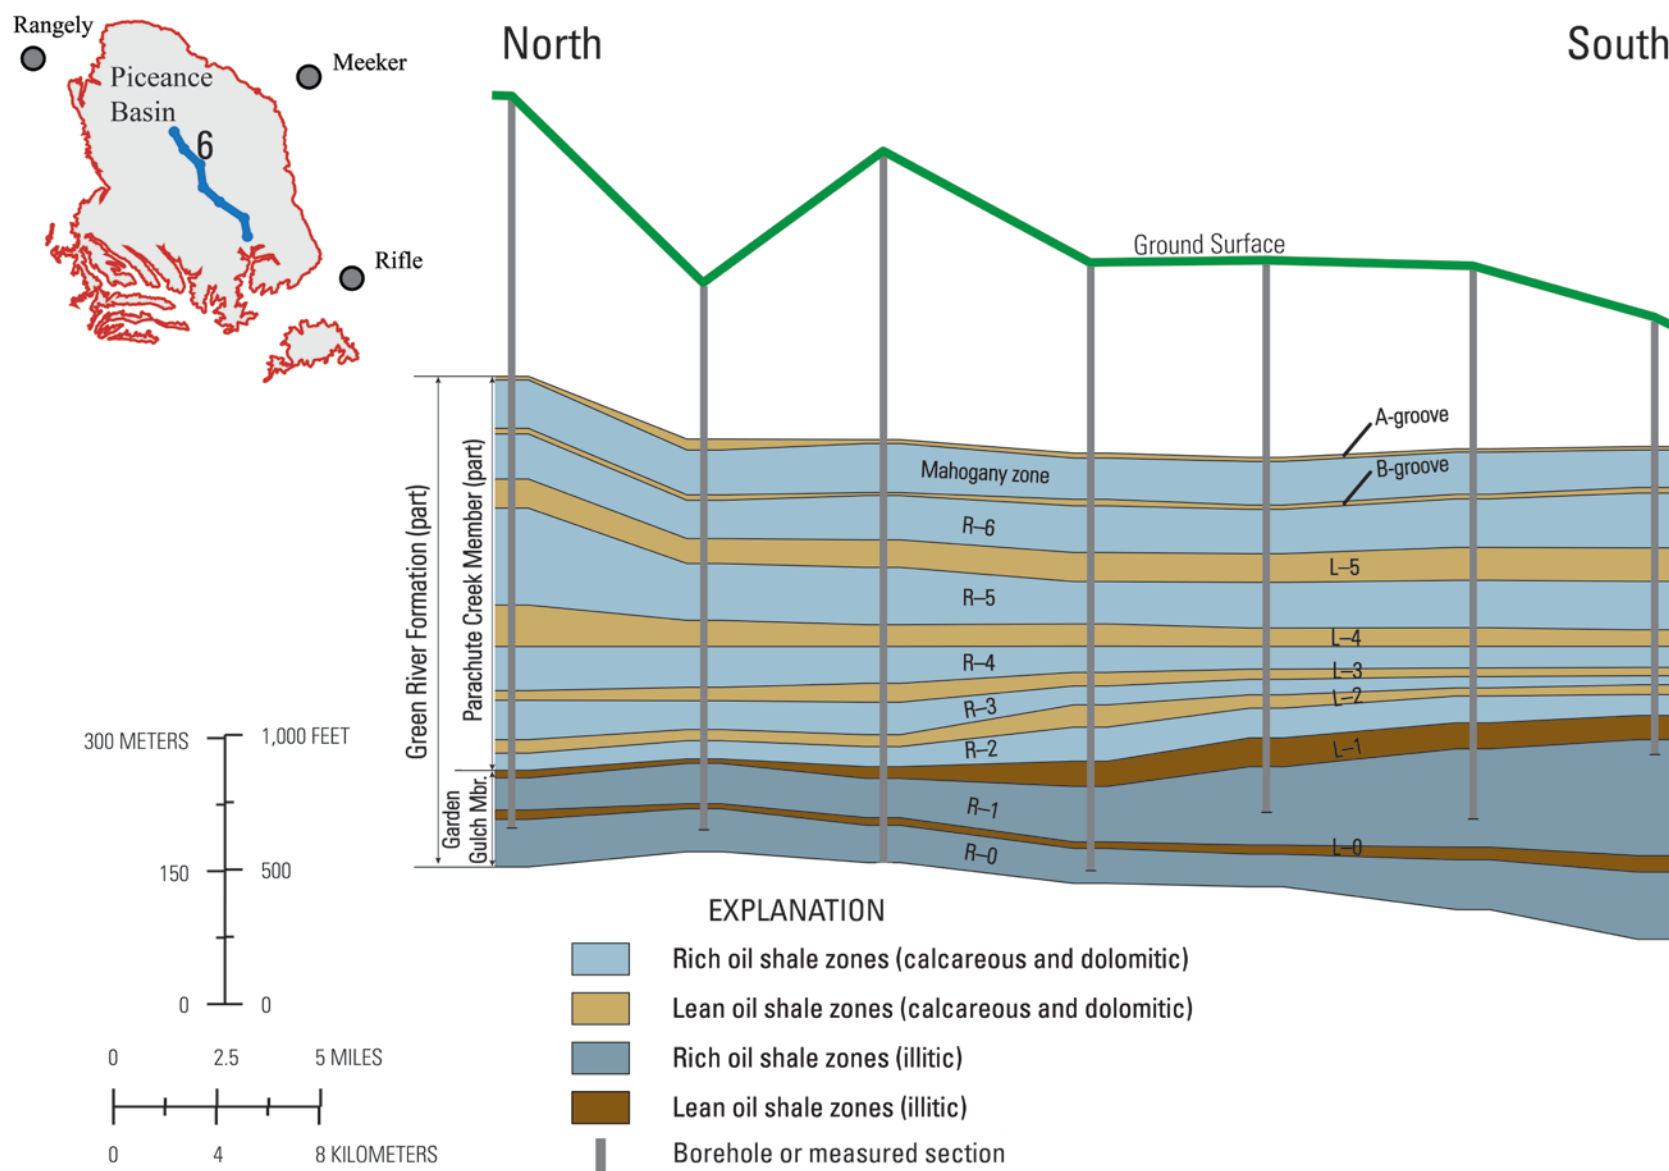 Rangely
Meeker
Piceance
Basin
6
Rifle
North
South
Ground Surface
A-groove
Mahogany zone
B-groove
R–6
L–5
R–5
L–4
R–4
L–3
R–3
L–2
R–2
L–1
R–1
L–0
R–0
Green River Formation (part)
Parachute Creek Member (part)
Garden
Gulch Mbr.
300 METERS
1,000 FEET
150
500
0
0
0
2.5
5 MILES
0
4
8 KILOMETERS
EXPLANATION
Rich oil shale zones (calcareous and dolomitic)
Lean oil shale zones (calcareous and dolomitic)
Rich oil shale zones (illitic)
Lean oil shale zones (illitic)
Borehole or measured section